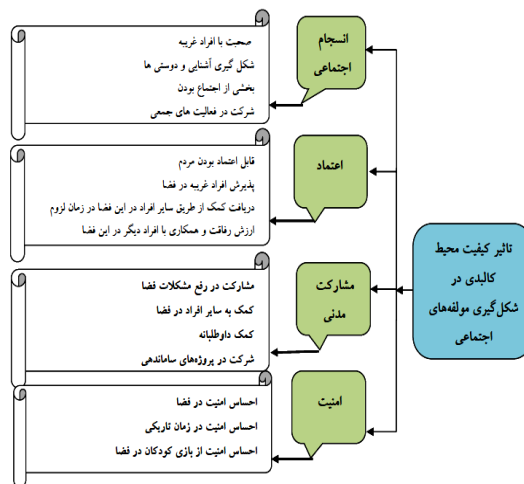 تاثیر کیفیت محیط
کالبدی در
شکل‌گیری مولفه‌های
اجتماعی
انسجام
اجتماعی
صحبت با افراد غریبه
شکل گیری آشنایی و دوستی ها
بخشی از اجتماع بودن
شرکت در فعالیت های جمعی
اعتماد
قابل اعتماد بودن مردم
پذیرش افراد غریبه در فضا
دریافت کمک از طریق سایر افراد در این فضا در زمان لزوم
ارزش رفاقت و همکاری با افراد دیگر در این فضا
مشارکت
مدنی
مشارکت در رفع مشکلات فضا
کمک به سایر افراد در فضا
کمک داوطلبانه
شرکت در پروژه‌های ساماندهی
امنیت
احساس امنیت در فضا
احساس امنیت در زمان تاریکی
احساس امنیت از بازی کودکان در فضا